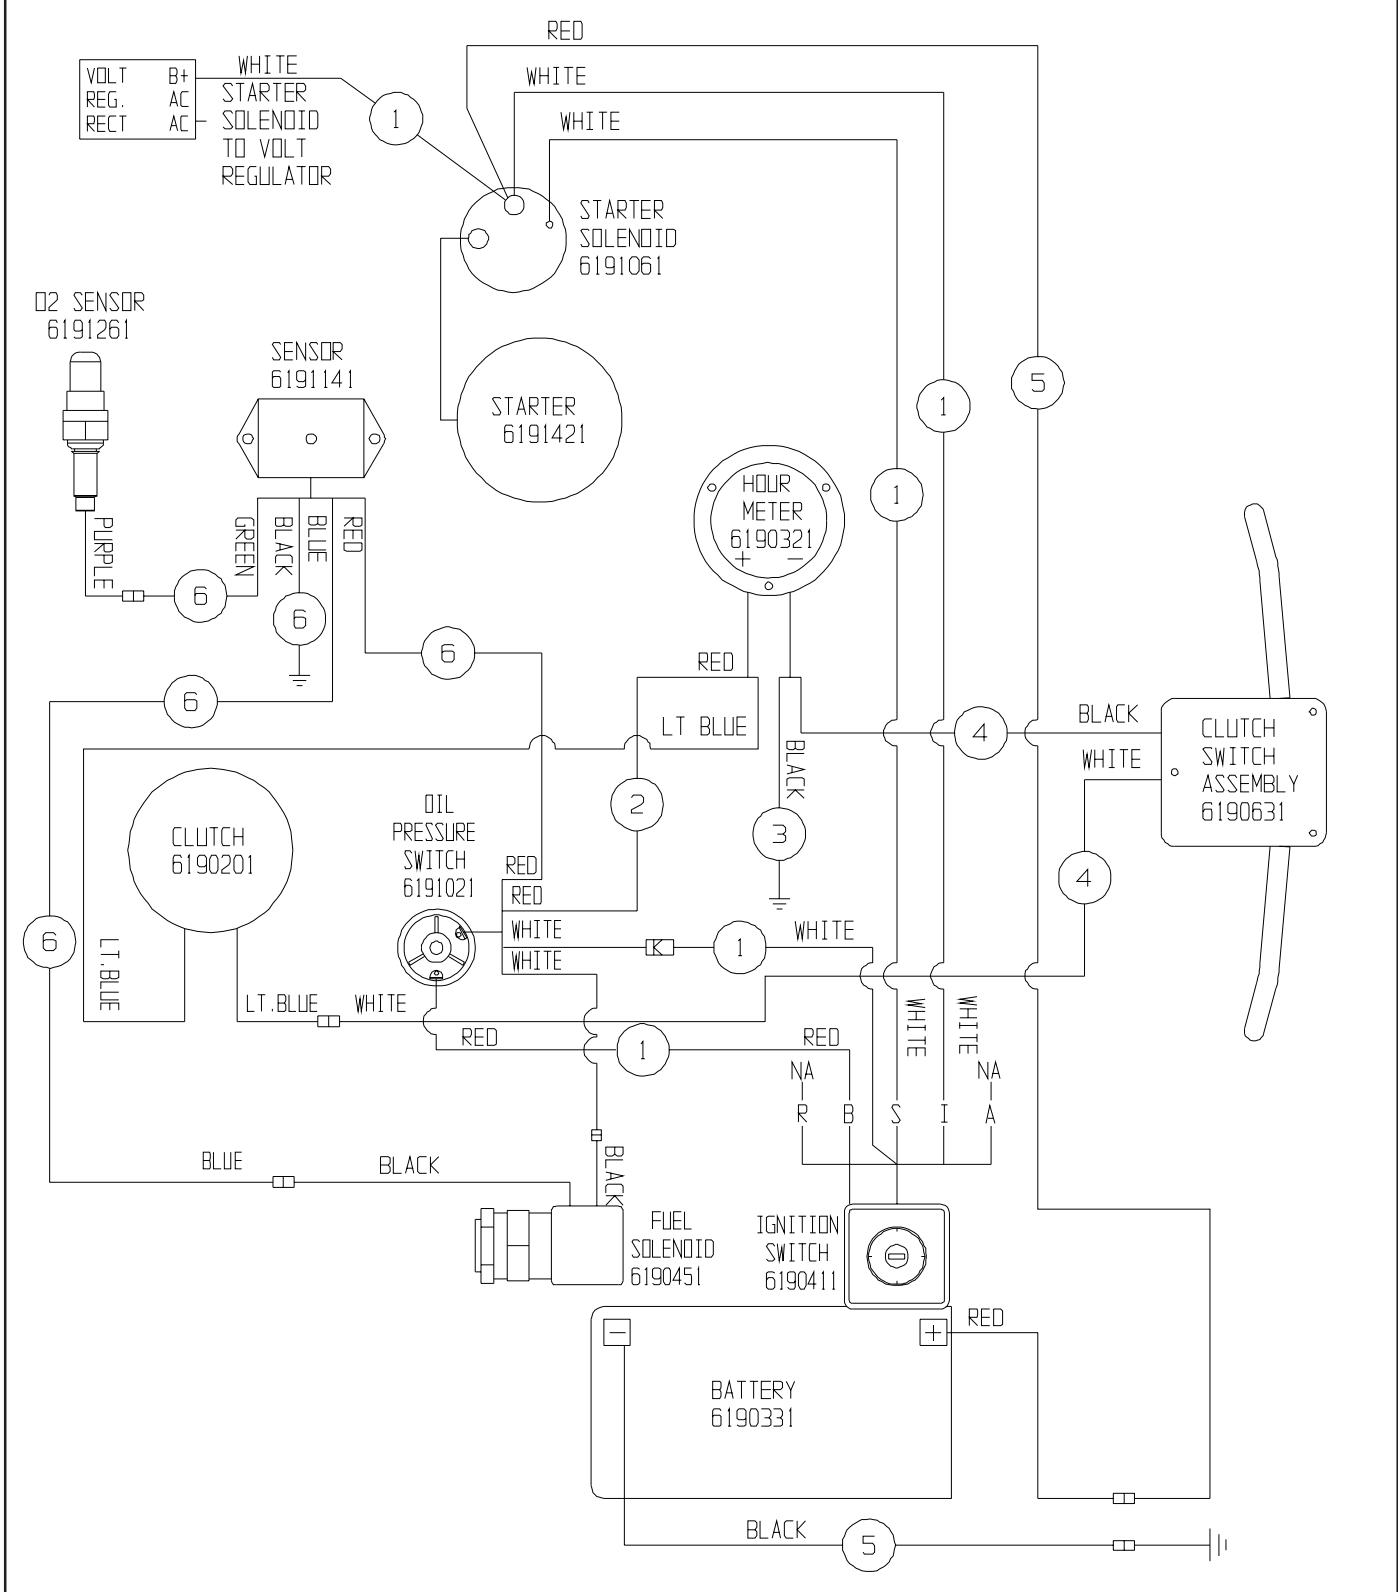 RED
WHITE
WHITE
VOLT B+
REG. AC
RECT AC
WHITE
STARTER
SOLENOID
TO VOLT
REGULATOR
1
WHITE
STARTER
SOLENOID
6191061
O2 SENSOR
6191261
SENSOR
6191141
STARTER
6191421
5
1
1
HOUR
METER
6190321
+ −
PURPLE
GREEN
BLACK
BLUE
RED
6
6
6
6
RED
LT BLUE
BLACK
4
BLACK
WHITE
CLUTCH
SWITCH
ASSEMBLY
6190631
2
3
4
CLUTCH
6190201
OIL
PRESSURE
SWITCH
6191021
RED
RED
WHITE
WHITE
K
1
WHITE
6
LT.BLUE
LT.BLUE
WHITE
RED
1
RED
WHITE
WHITE
NA
NA
R B S I A
BLUE
BLACK
BLACK
FUEL
SOLENOID
6190451
IGNITION
SWITCH
6190411
− +
RED
BATTERY
6190331
BLACK
5